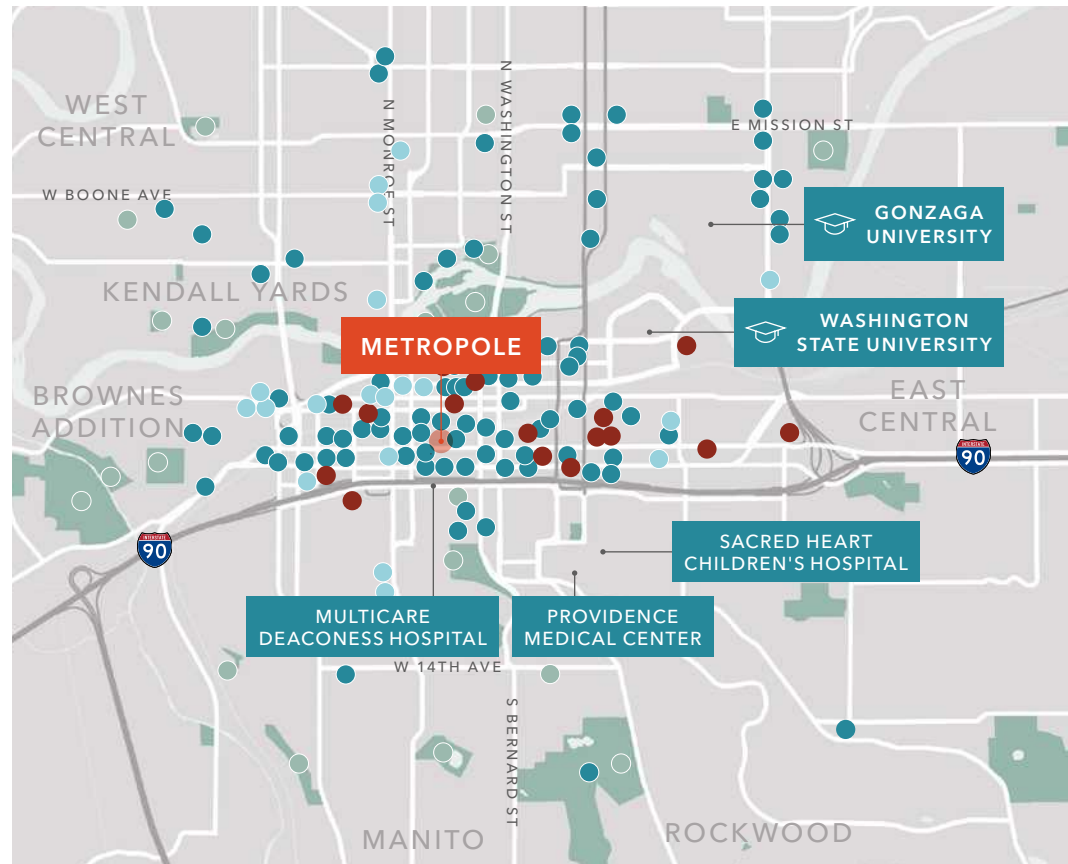 WEST
CENTRAL
N MONROE ST
N WASHINGTON ST
E MISSION ST
W BOONE AVE
GONZAGA
UNIVERSITY
KENDALL YARDS
METROPOLE
WASHINGTON
STATE UNIVERSITY
BROWNES
ADDITION
EAST
CENTRAL
INTERSTATE
90
INTERSTATE
90
SACRED HEART
CHILDREN'S HOSPITAL
MULTICARE
DEACONESS HOSPITAL
PROVIDENCE
MEDICAL CENTER
W 14TH AVE
S BERNARD ST
MANITO
ROCKWOOD